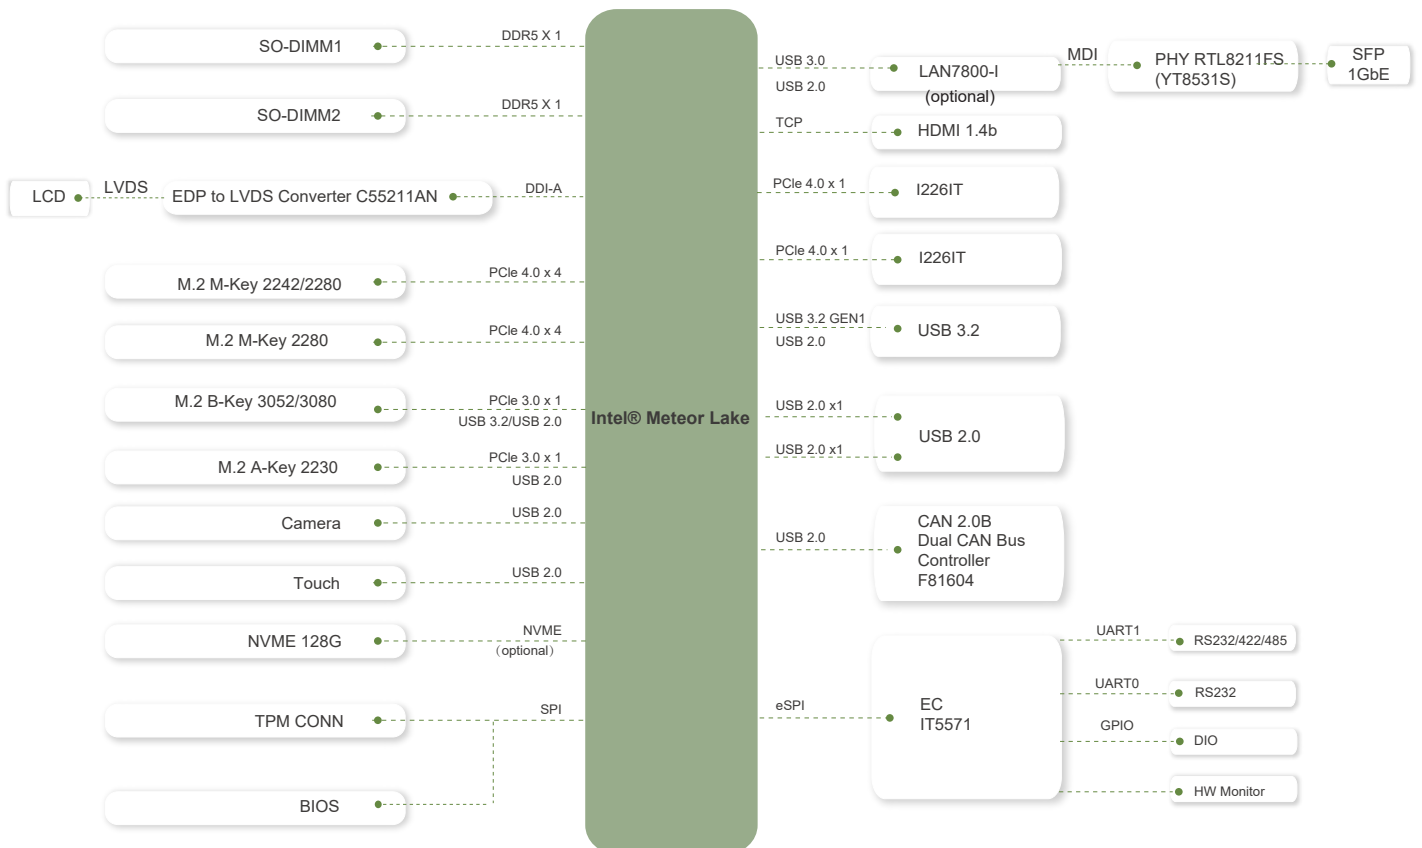 SO-DIMM1
DDR5 X 1
SO-DIMM2
DDR5 X 1
LCD
LVDS
EDP to LVDS Converter C55211AN
DDI-A
M.2 M-Key 2242/2280
PCIe 4.0 x 4
M.2 M-Key 2280
PCIe 4.0 x 4
M.2 B-Key 3052/3080
PCIe 3.0 x 1
USB 3.2/USB 2.0
M.2 A-Key 2230
PCIe 3.0 x 1
USB 2.0
Camera
USB 2.0
Touch
USB 2.0
NVME 128G
NVME
（optional）
TPM CONN
SPI
BIOS
Intel® Meteor Lake
USB 3.0
USB 2.0
LAN7800-I
(optional)
MDI
PHY RTL8211FS
(YT8531S)
SFP
1GbE
TCP
HDMI 1.4b
PCIe 4.0 x 1
I226IT
PCIe 4.0 x 1
I226IT
USB 3.2 GEN1
USB 2.0
USB 3.2
USB 2.0 x1
USB 2.0 x1
USB 2.0
USB 2.0
CAN 2.0B
Dual CAN Bus
Controller
F81604
eSPI
EC
IT5571
UART1
RS232/422/485
UART0
RS232
GPIO
DIO
HW Monitor